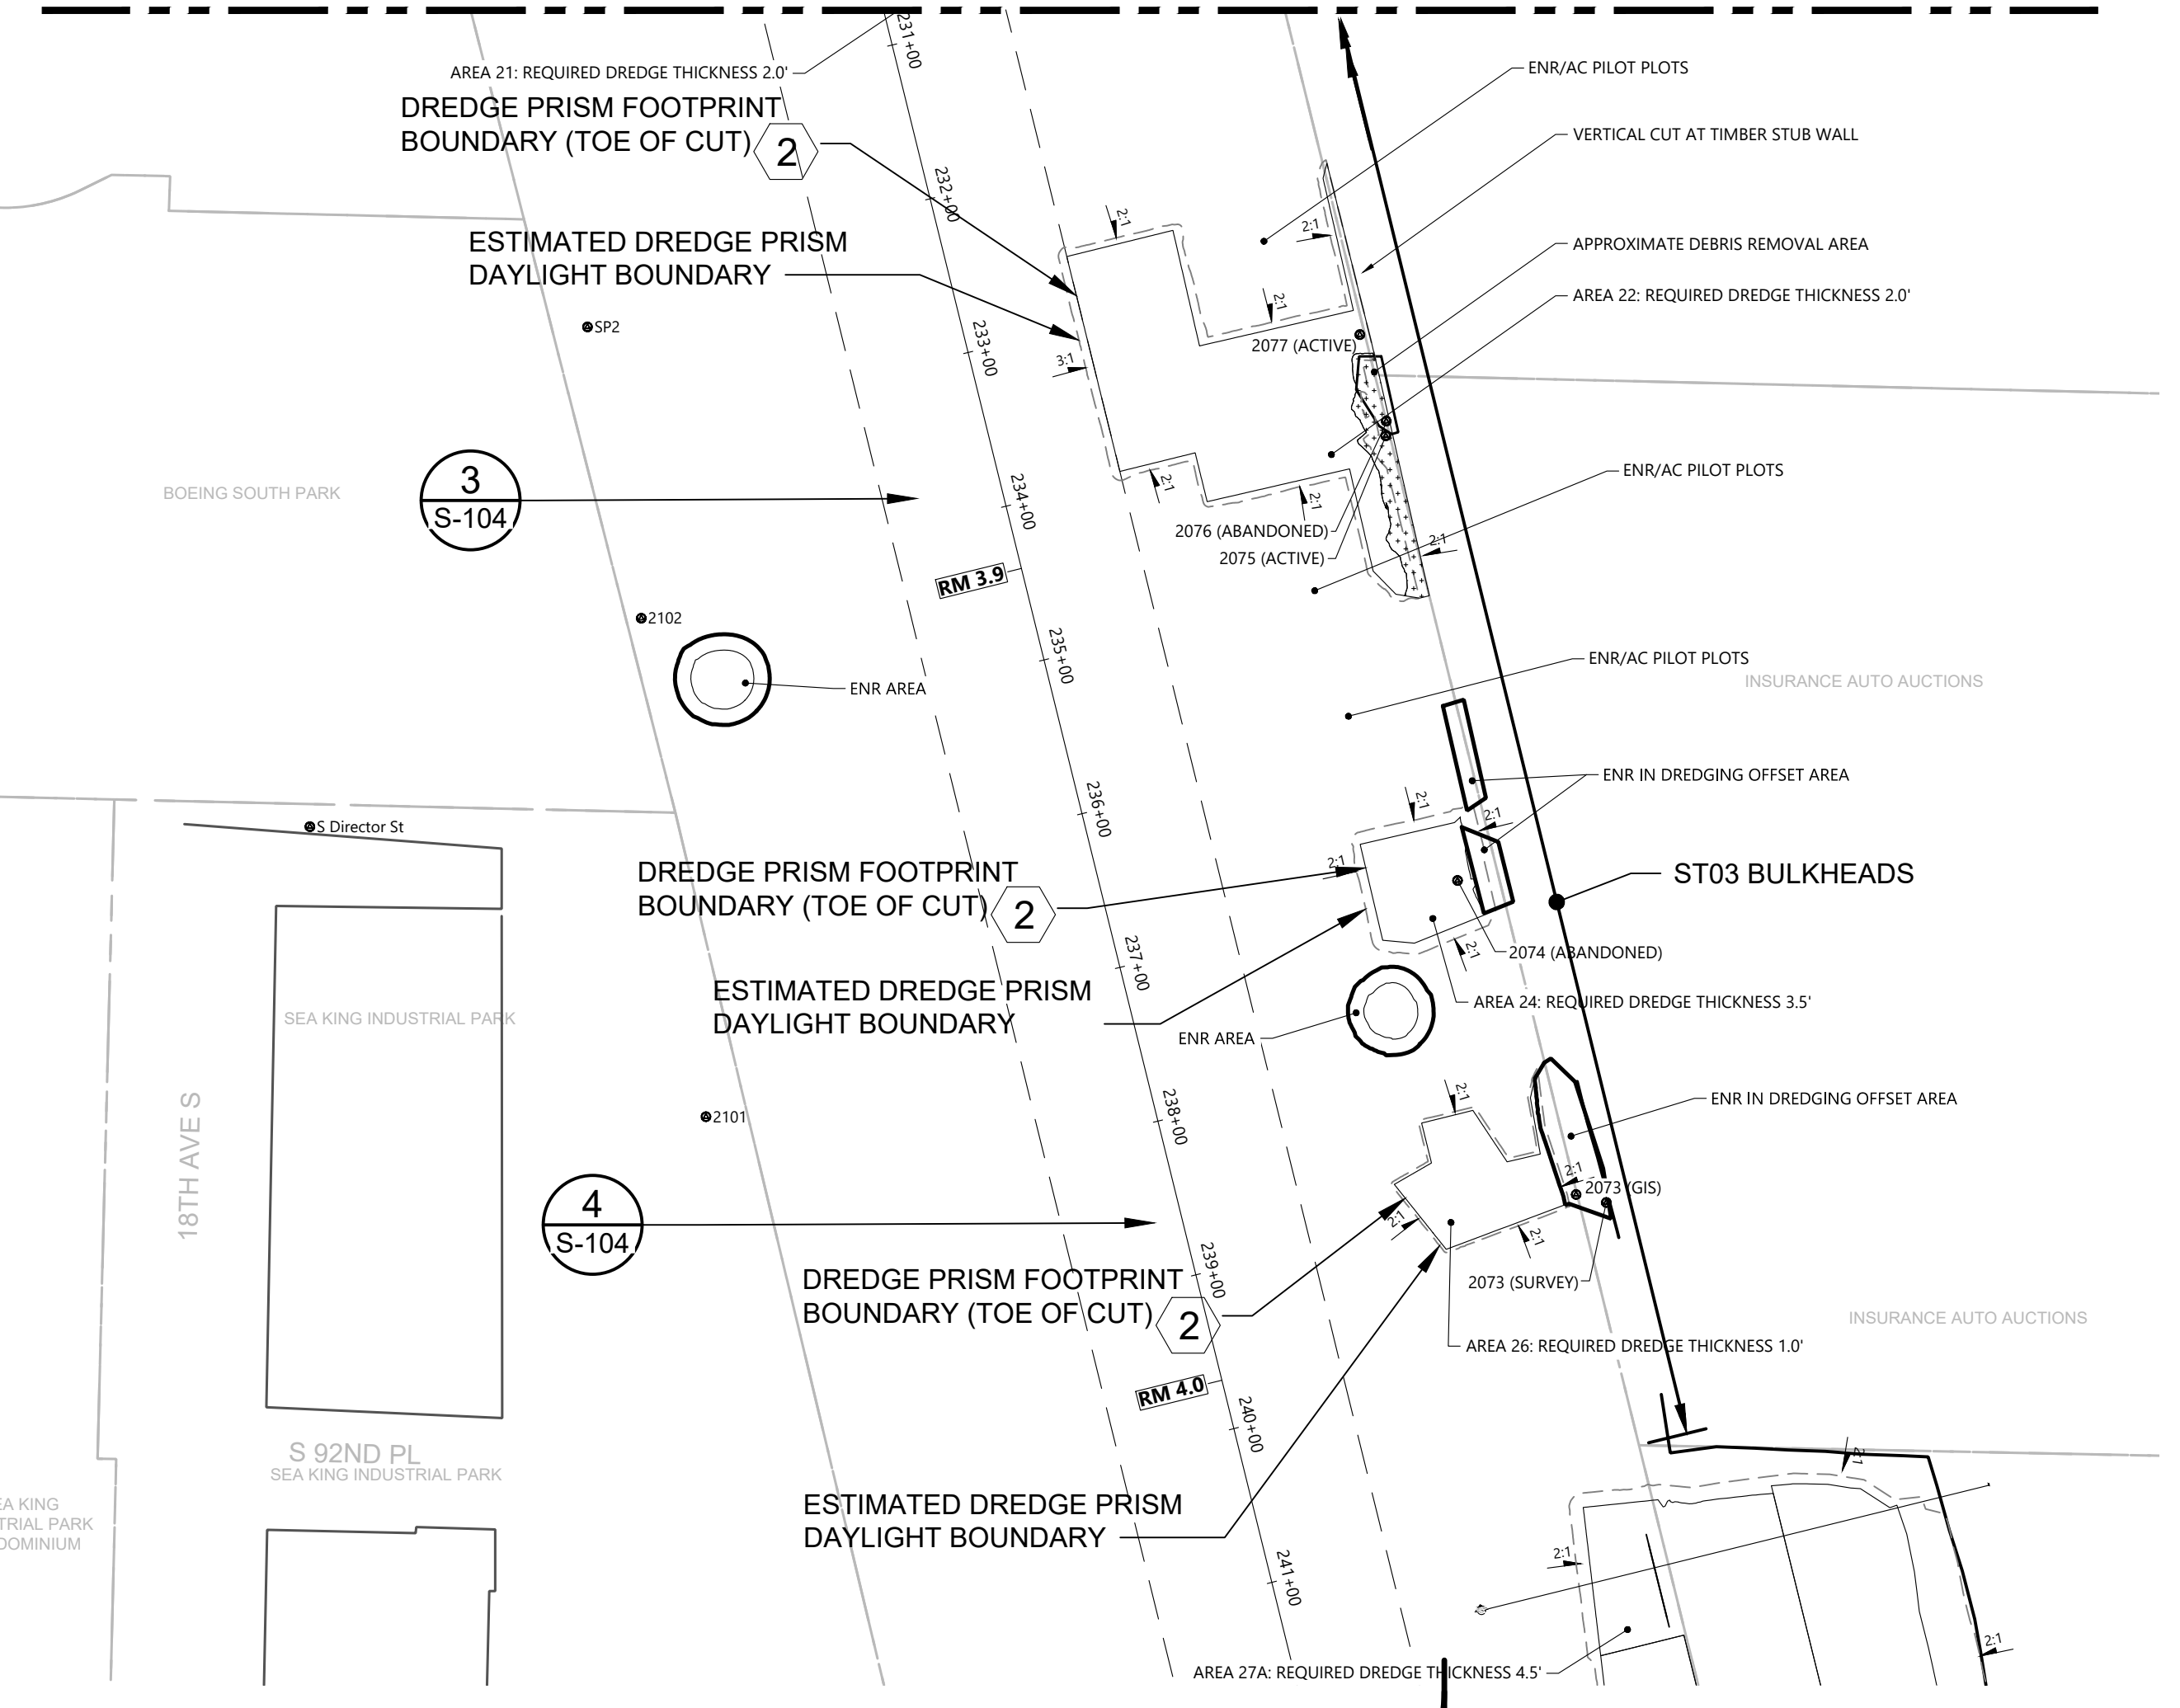 231+00
AREA 21: REQUIRED DREDGE THICKNESS 2.0'
ENR/AC PILOT PLOTS
DREDGE PRISM FOOTPRINT
BOUNDARY (TOE OF CUT)
2
VERTICAL CUT AT TIMBER STUB WALL
232+00
2:1
2:1
ESTIMATED DREDGE PRISM
DAYLIGHT BOUNDARY
APPROXIMATE DEBRIS REMOVAL AREA
AREA 22: REQUIRED DREDGE THICKNESS 2.0'
2:1
SP2
233+00
2077 (ACTIVE)
3:1
3
S-104
BOEING SOUTH PARK
ENR/AC PILOT PLOTS
2:1
2:1
234+00
2076 (ABANDONED)
2075 (ACTIVE)
2:1
RM 3.9
2102
235+00
ENR AREA
ENR/AC PILOT PLOTS
INSURANCE AUTO AUCTIONS
ENR IN DREDGING OFFSET AREA
236+00
2:1
2:1
S Director St
DREDGE PRISM FOOTPRINT
BOUNDARY (TOE OF CUT)
2
2:1
ST03 BULKHEADS
237+00
2:1
2074 (ABANDONED)
ESTIMATED DREDGE PRISM
DAYLIGHT BOUNDARY
AREA 24: REQUIRED DREDGE THICKNESS 3.5'
SEA KING INDUSTRIAL PARK
ENR AREA
2101
238+00
2:1
ENR IN DREDGING OFFSET AREA
18TH AVE S
2:1
2073 (GIS)
4
S-104
2:1
2:1
239+00
DREDGE PRISM FOOTPRINT
BOUNDARY (TOE OF CUT)
2
2073 (SURVEY)
INSURANCE AUTO AUCTIONS
AREA 26: REQUIRED DREDGE THICKNESS 1.0'
RM 4.0
240+00
S 92ND PL
SEA KING INDUSTRIAL PARK
2:1
EA KING
TRIAL PARK
DOMINIUM
ESTIMATED DREDGE PRISM
DAYLIGHT BOUNDARY
241+00
2:1
2:1
AREA 27A: REQUIRED DREDGE THICKNESS 4.5'